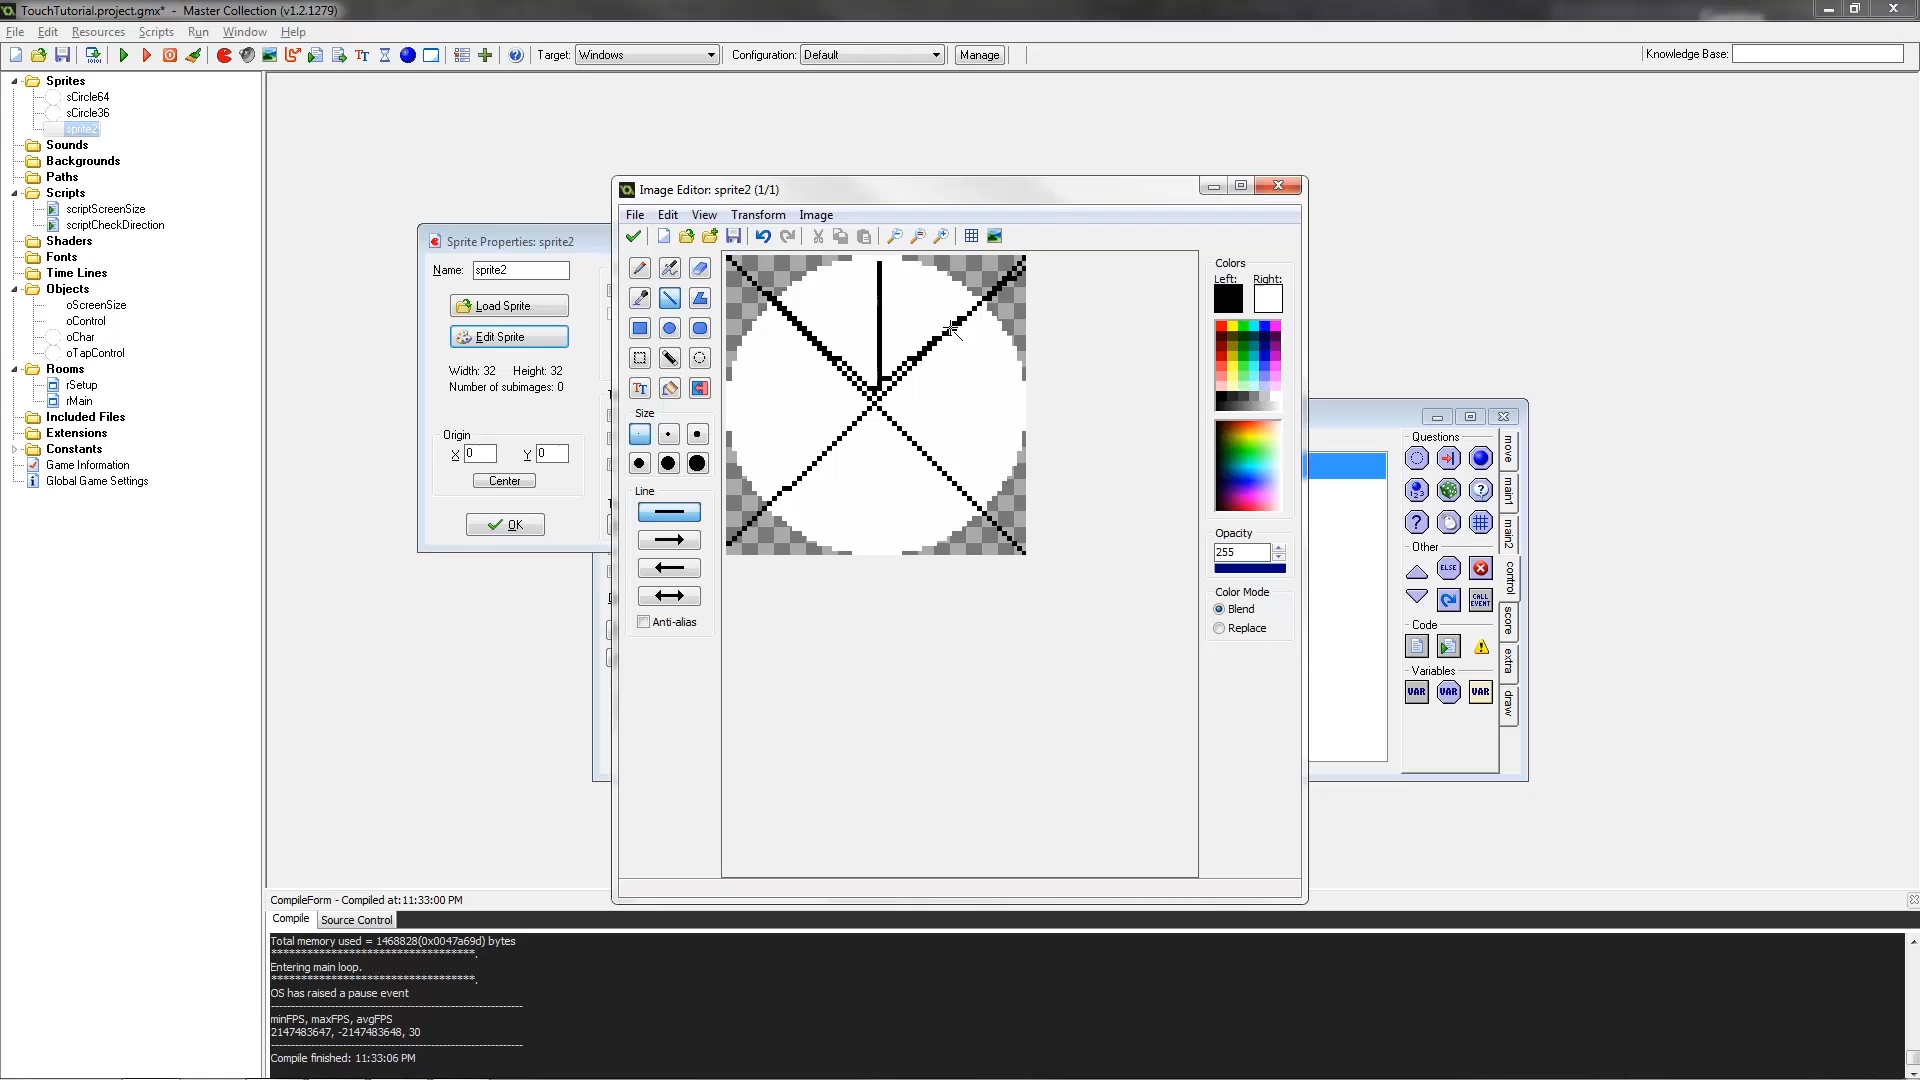 TouchTutorial.project.gmx* - Master Collection (v1.2.1279)
File Edit Resources Scripts Run Window Help
Target: Windows Configuration: Default Manage Knowledge Base:
Sprites
sCircle64
sCircle36
sprite2
Sounds
Backgrounds
Paths
Scripts
scriptScreenSize
scriptCheckDirection
Shaders
Fonts
Time Lines
Objects
oScreenSize
oControl
oChar
oTapControl
Rooms
rSetup
rMain
Included Files
Extensions
Constants
Game Information
Global Game Settings
Sprite Properties: sprite2
Name: sprite2
Load Sprite
Edit Sprite
Width: 32 Height: 32
Number of subimages: 0
Origin
X 0 Y 0
Center
OK
Image Editor: sprite2 (1/1)
File Edit View Transform Image
TT
Size
Line
Anti-alias
Colors
Left: Right:
Opacity
255
Color Mode
Blend
Replace
Questions
Other
ELSE
CALL EVENT
Code
Variables
VAR VAR VAR
move
main1
main2
control
score
extra
draw
CompileForm - Compiled at: 11:33:00 PM
Compile Source Control
Total memory used = 1468828(0x0047a69d) bytes
***********************************.
Entering main loop.
***********************************.
OS has raised a pause event
----------------------------------------------------------
minFPS, maxFPS, avgFPS
2147483647, -2147483648, 30
----------------------------------------------------------
Compile finished: 11:33:06 PM